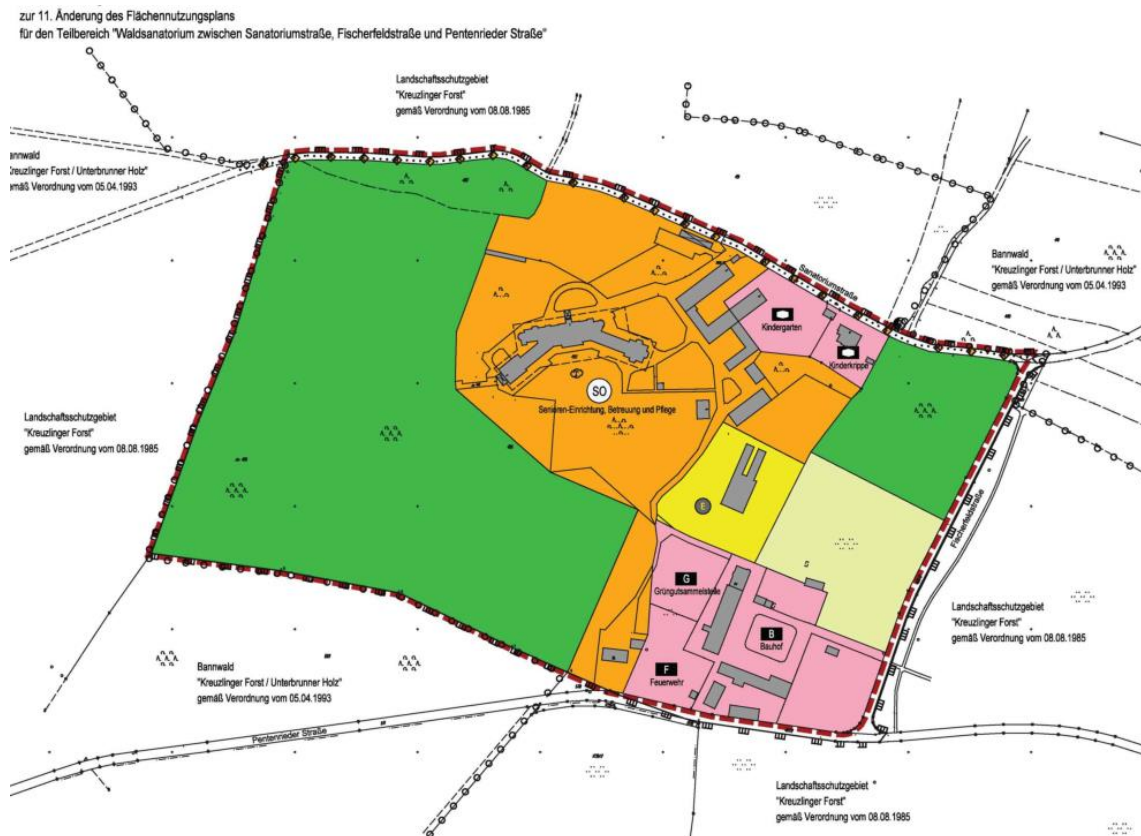 zur 11. Änderung des Flächennutzungsplans
für den Teilbereich "Waldsanatorium zwischen Sanatoriumstraße, Fischerfeldstraße und Pentenrieder Straße"
Landschaftsschutzgebiet
"Kreuzlinger Forst"
gemäß Verordnung vom 08.08.1985
annwald
Kreuzlinger Forst / Unterbrunner Holz"
emäß Verordnung vom 05.04.1993
Sanatoriumstraße
Bannwald
"Kreuzlinger Forst / Unterbrunner Holz"
gemäß Verordnung vom 05.04.1993
Kindergarten
Kinderkrippe
SO
Senioren-Einrichtung, Betreuung und Pflege
Landschaftsschutzgebiet
"Kreuzlinger Forst"
gemäß Verordnung vom 08.08.1985
E
Fischerfeldstraße
G
Grüngutsammelstelle
B
Bauhof
F
Feuerwehr
Landschaftsschutzgebiet
"Kreuzlinger Forst"
gemäß Verordnung vom 08.08.1985
Bannwald
"Kreuzlinger Forst / Unterbrunner Holz"
gemäß Verordnung vom 05.04.1993
Pentenrieder Straße
Landschaftsschutzgebiet
"Kreuzlinger Forst"
gemäß Verordnung vom 08.08.1985